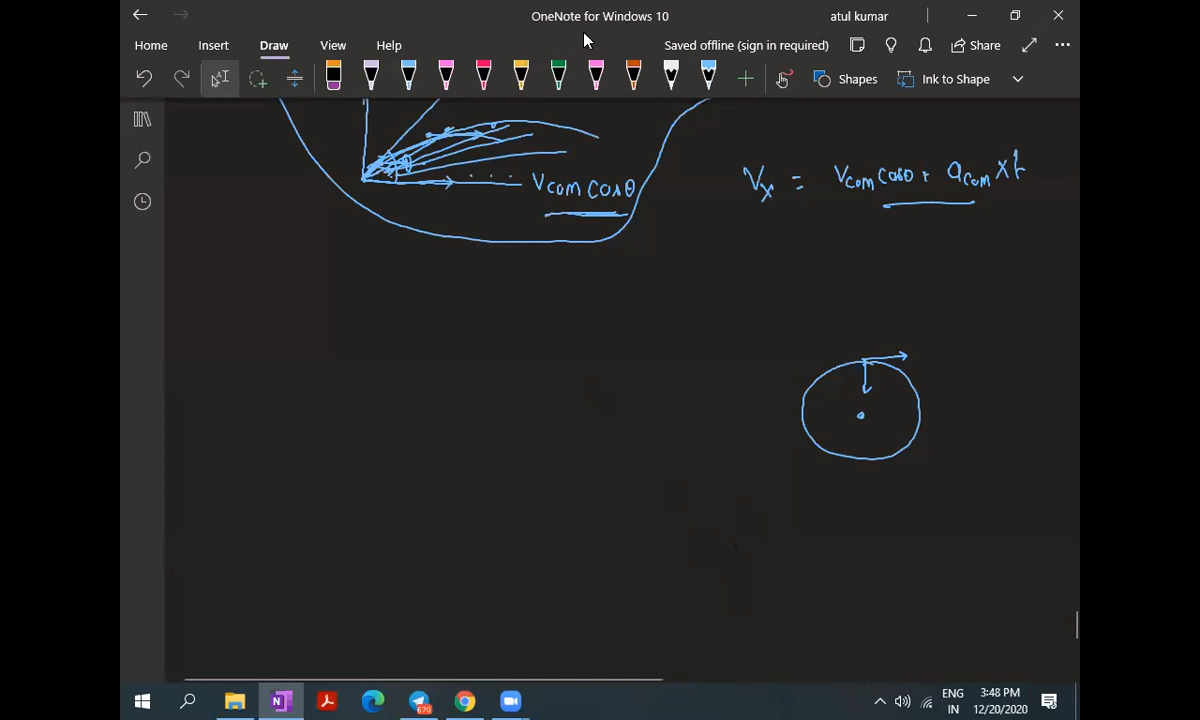 OneNote for Windows 10
atul kumar
Home Insert Draw View Help
Saved offline (sign in required)
Share
Shapes
Ink to Shape
θ
Vcom cosθ
Vx = Vcom cosθ + acom x t
670
ENG
IN
3:48 PM
12/20/2020